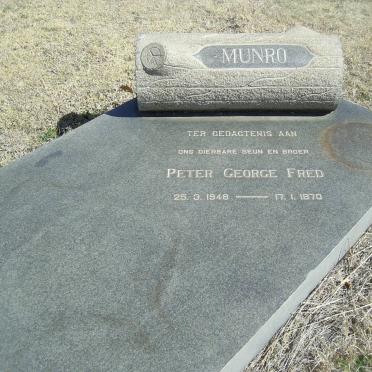 MUNRO
TER GEDAGTENIS AAN
ONS DIERBARE SEUN EN BROER
PETER GEORGE FRED
25. 3. 1948 — 17. 1. 1970